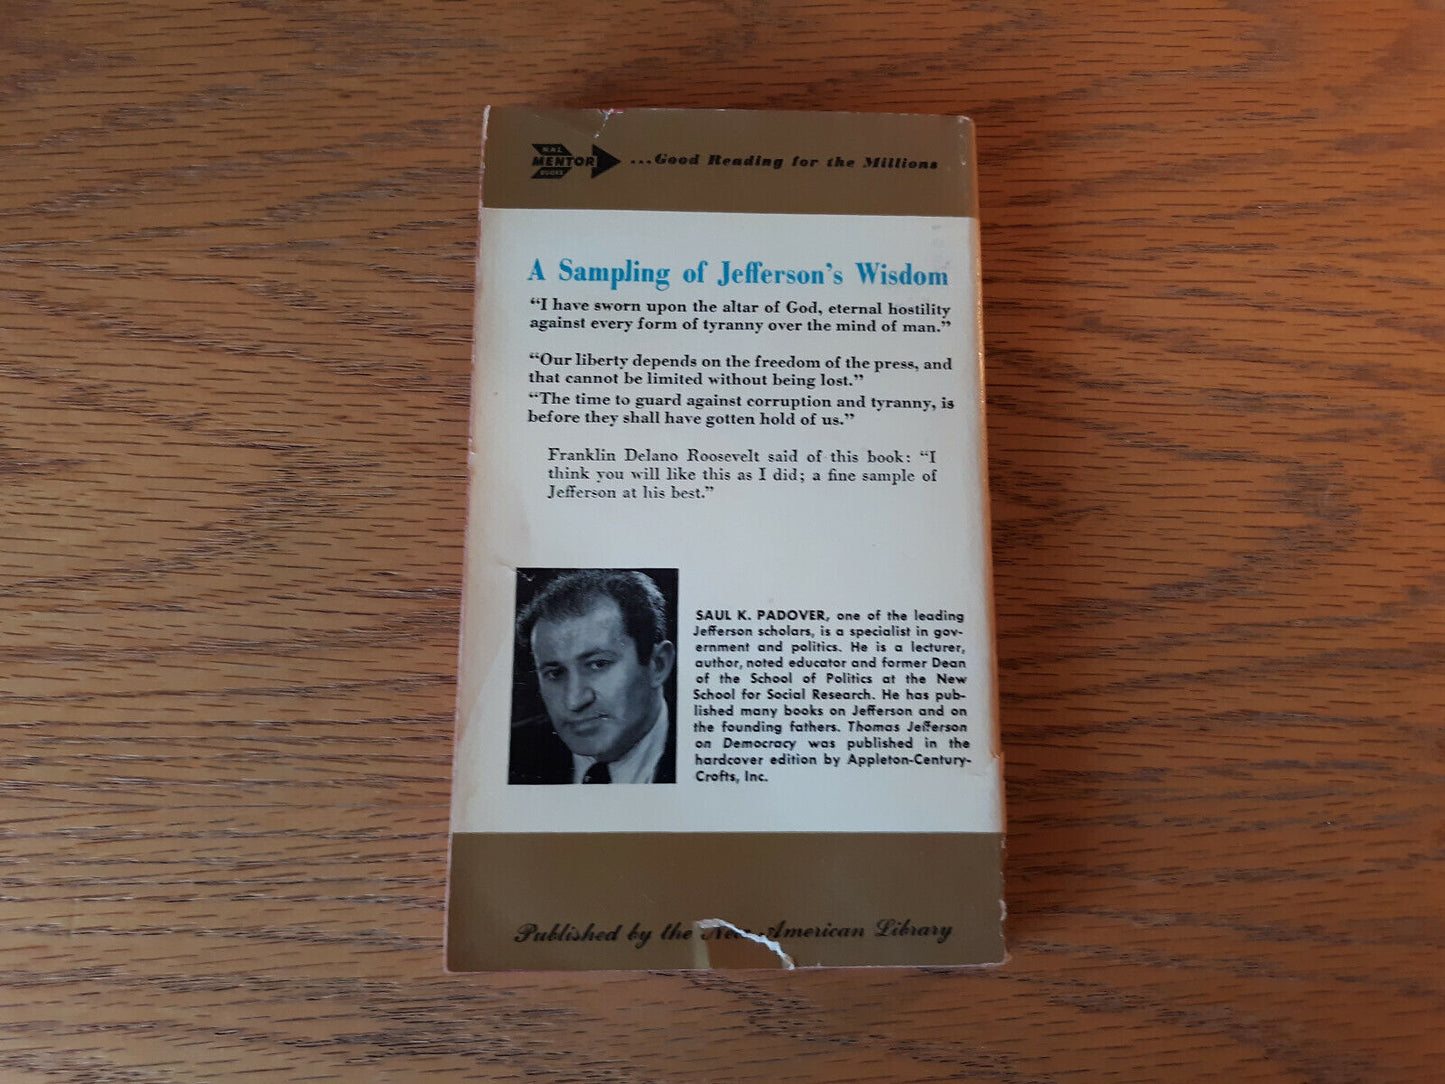 NAL
MENTOR
BOOKS
...Good Reading for the Millions
A Sampling of Jefferson's Wisdom
“I have sworn upon the altar of God, eternal hostility
against every form of tyranny over the mind of man.”
“Our liberty depends on the freedom of the press, and
that cannot be limited without being lost.”
“The time to guard against corruption and tyranny, is
before they shall have gotten hold of us.”
Franklin Delano Roosevelt said of this book: “I
think you will like this as I did; a fine sample of
Jefferson at his best.”
SAUL K. PADOVER, one of the leading
Jefferson scholars, is a specialist in gov-
ernment and politics. He is a lecturer,
author, noted educator and former Dean
of the School of Politics at the New
School for Social Research. He has pub-
lished many books on Jefferson and on
the founding fathers. Thomas Jefferson
on Democracy was published in the
hardcover edition by Appleton-Century-
Crofts, Inc.
Published by the New American Library